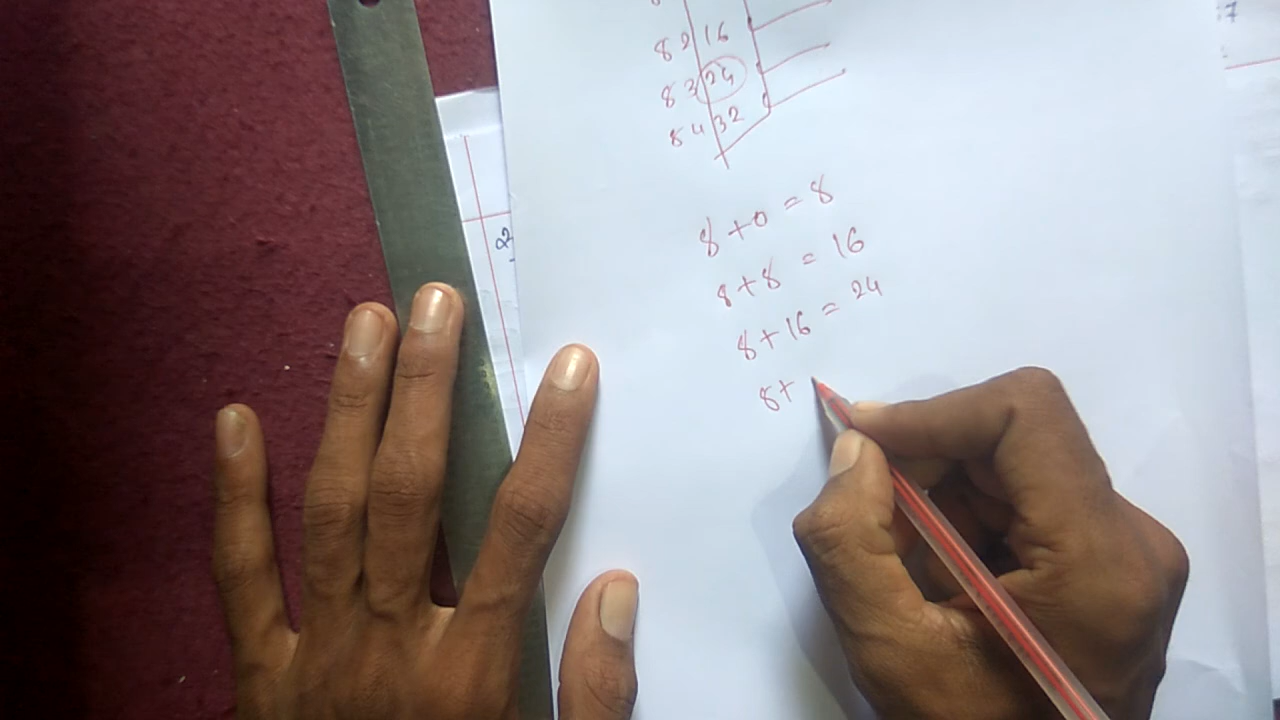 8 2 16
8 3 24
8 4 32
8 + 0 = 8
8 + 8 = 16
8 + 16 = 24
8 +